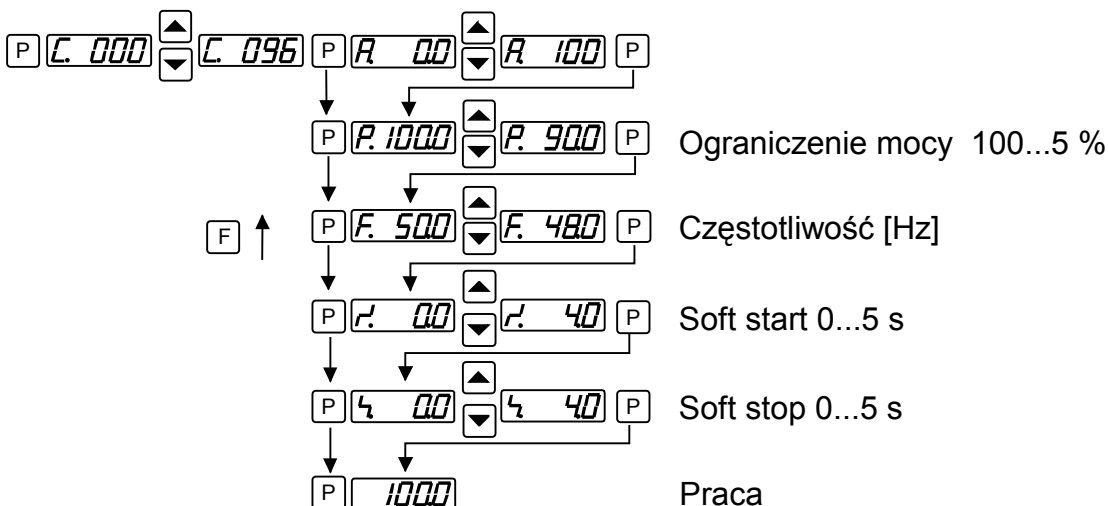 P C. 000 C. 096 P A. 0.0 A. 100 P
P P. 100.0 P. 90.0 P Ograniczenie mocy 100...5 %
F P F. 50.0 F. 48.0 P Częstotliwość [Hz]
P 0.0 4.0 P Soft start 0...5 s
P 0.0 4.0 P Soft stop 0...5 s
P 100.0 Praca